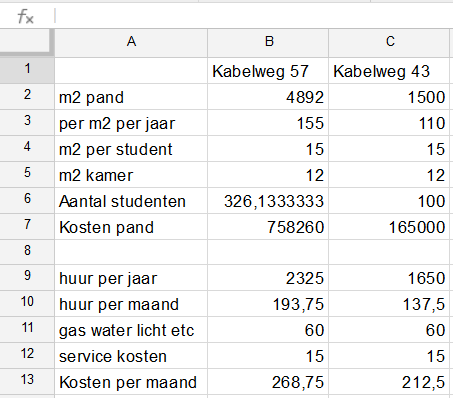 fx
A B C
1 Kabelweg 57 Kabelweg 43
2 m2 pand 4892 1500
3 per m2 per jaar 155 110
4 m2 per student 15 15
5 m2 kamer 12 12
6 Aantal studenten 326,1333333 100
7 Kosten pand 758260 165000
8
9 huur per jaar 2325 1650
10 huur per maand 193,75 137,5
11 gas water licht etc 60 60
12 service kosten 15 15
13 Kosten per maand 268,75 212,5